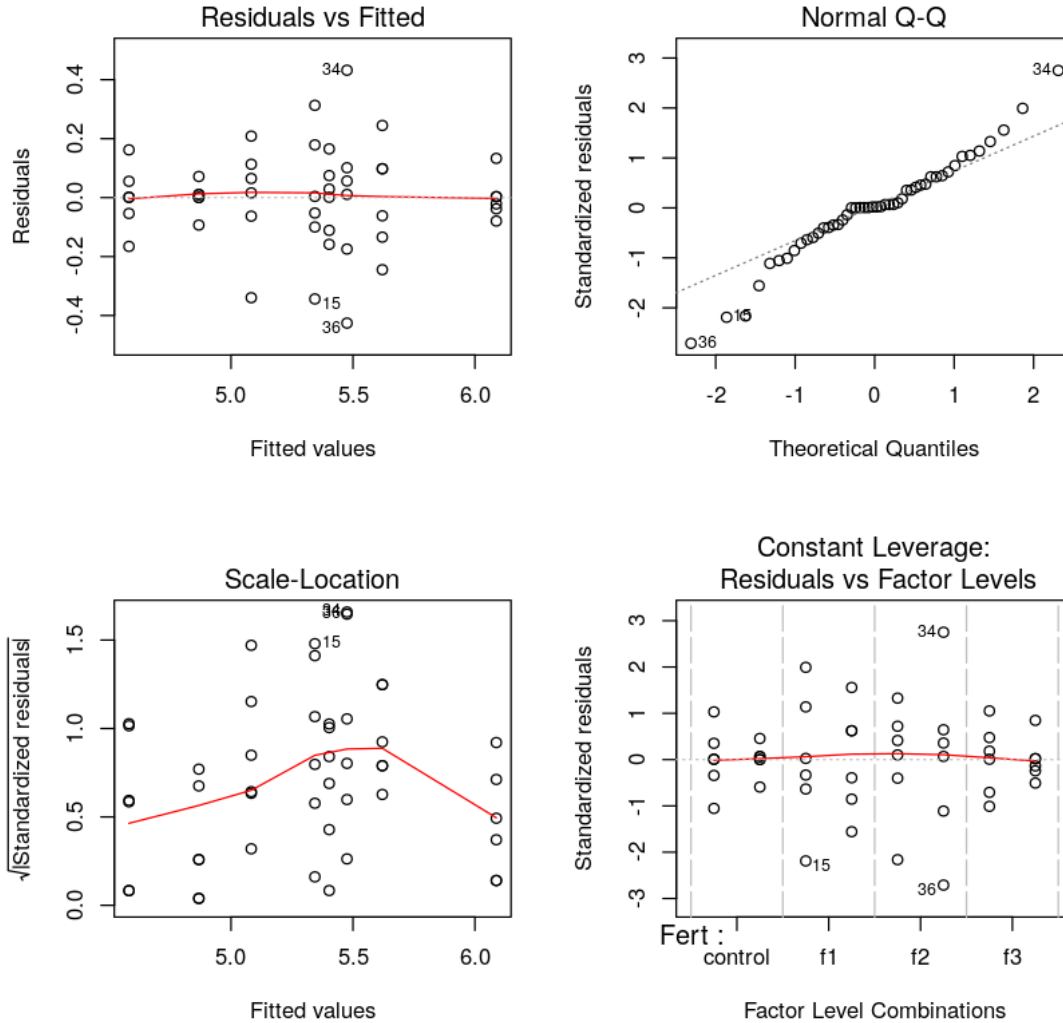 Residuals vs Fitted
Residuals
-0.4
-0.2
0.0
0.2
0.4
34
15
36
5.0
5.5
6.0
Fitted values
Normal Q-Q
Standardized residuals
-2
-1
0
1
2
3
34
15
36
-2
-1
0
1
2
Theoretical Quantiles
Scale-Location
√|Standardized residuals|
0.0
0.5
1.0
1.5
34
36
15
5.0
5.5
6.0
Fitted values
Constant Leverage:
Residuals vs Factor Levels
Standardized residuals
-3
-2
-1
0
1
2
3
34
15
36
Fert :
control
f1
f2
f3
Factor Level Combinations